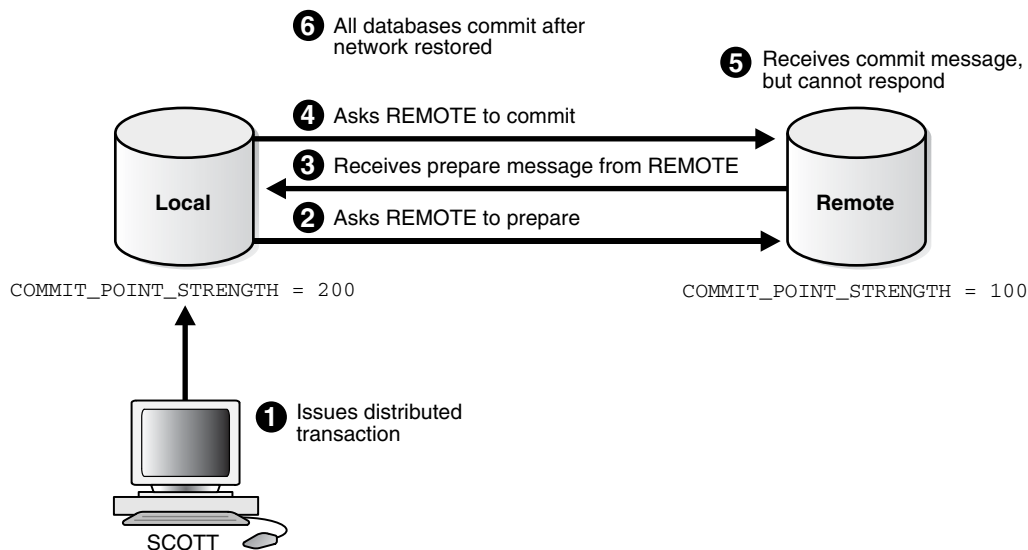 6 All databases commit after
network restored
5 Receives commit message,
but cannot respond
4 Asks REMOTE to commit
3 Receives prepare message from REMOTE
Local
Remote
2 Asks REMOTE to prepare
COMMIT_POINT_STRENGTH = 200
COMMIT_POINT_STRENGTH = 100
1 Issues distributed
transaction
SCOTT